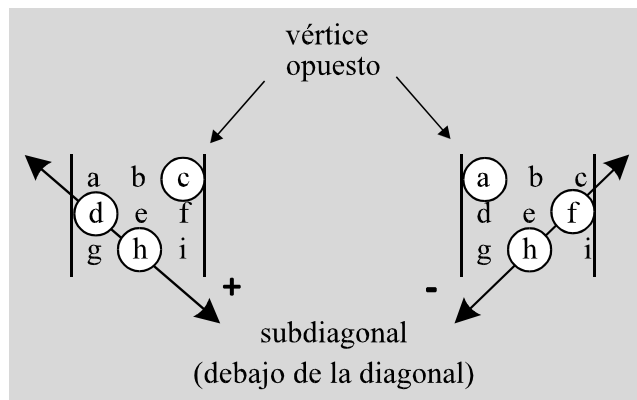 vértice
opuesto
a b c
d e f
g h i
+
a b c
d e f
g h i
-
subdiagonal
(debajo de la diagonal)